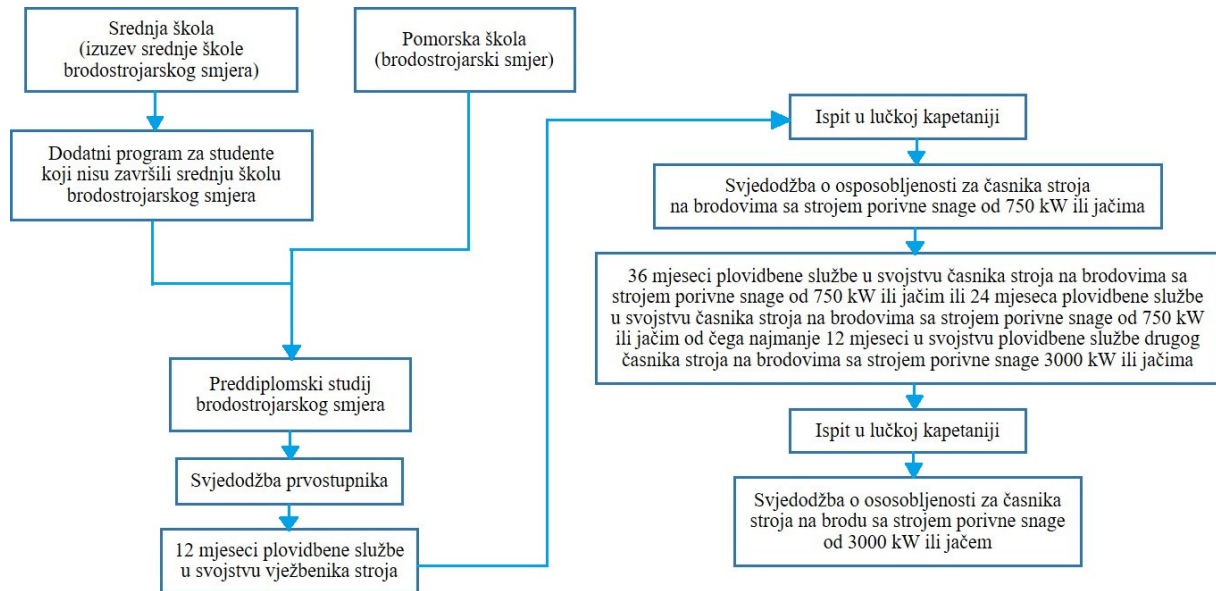 Srednja škola
(izuzev srednje škole
brodostrojarskog smjera)
Pomorska škola
(brodostrojarski smjer)
Dodatni program za studente
koji nisu završili srednju školu
brodostrojarskog smjera
Preddiplomski studij
brodostrojarskog smjera
Svjedodžba prvostupnika
12 mjeseci plovidbene službe
u svojstvu vježbenika stroja
Ispit u lučkoj kapetaniji
Svjedodžba o osposobljenosti za časnika stroja
na brodovima sa strojem porivne snage od 750 kW ili jačima
36 mjeseci plovidbene službe u svojstvu časnika stroja na brodovima sa
strojem porivne snage od 750 kW ili jačim ili 24 mjeseca plovidbene službe
u svojstvu časnika stroja na brodovima sa strojem porivne snage od 750 kW
ili jačim od čega najmanje 12 mjeseci u svojstvu plovidbene službe drugog
časnika stroja na brodovima sa strojem porivne snage 3000 kW ili jačima
Ispit u lučkoj kapetaniji
Svjedodžba o ososobljenosti za časnika
stroja na brodu sa strojem porivne snage
od 3000 kW ili jačem